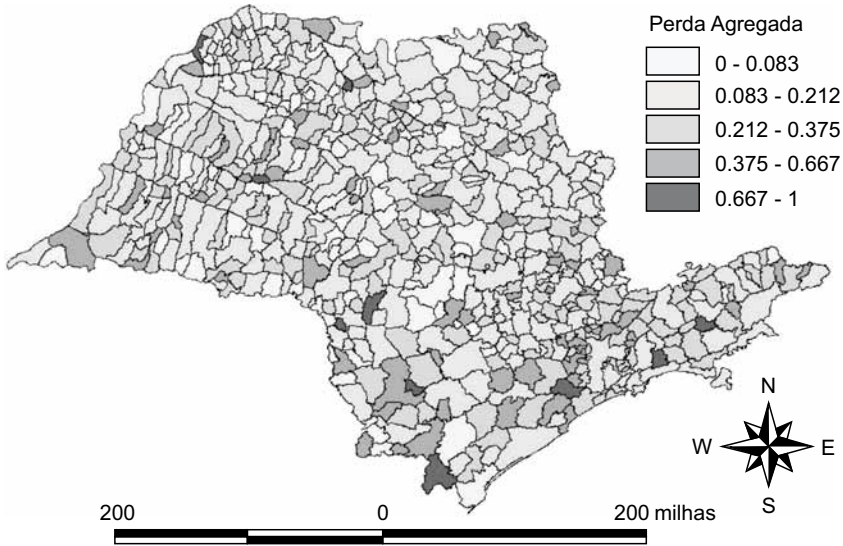 Perda Agregada
0 - 0.083
0.083 - 0.212
0.212 - 0.375
0.375 - 0.667
0.667 - 1
N
W E
S
200 0 200 milhas